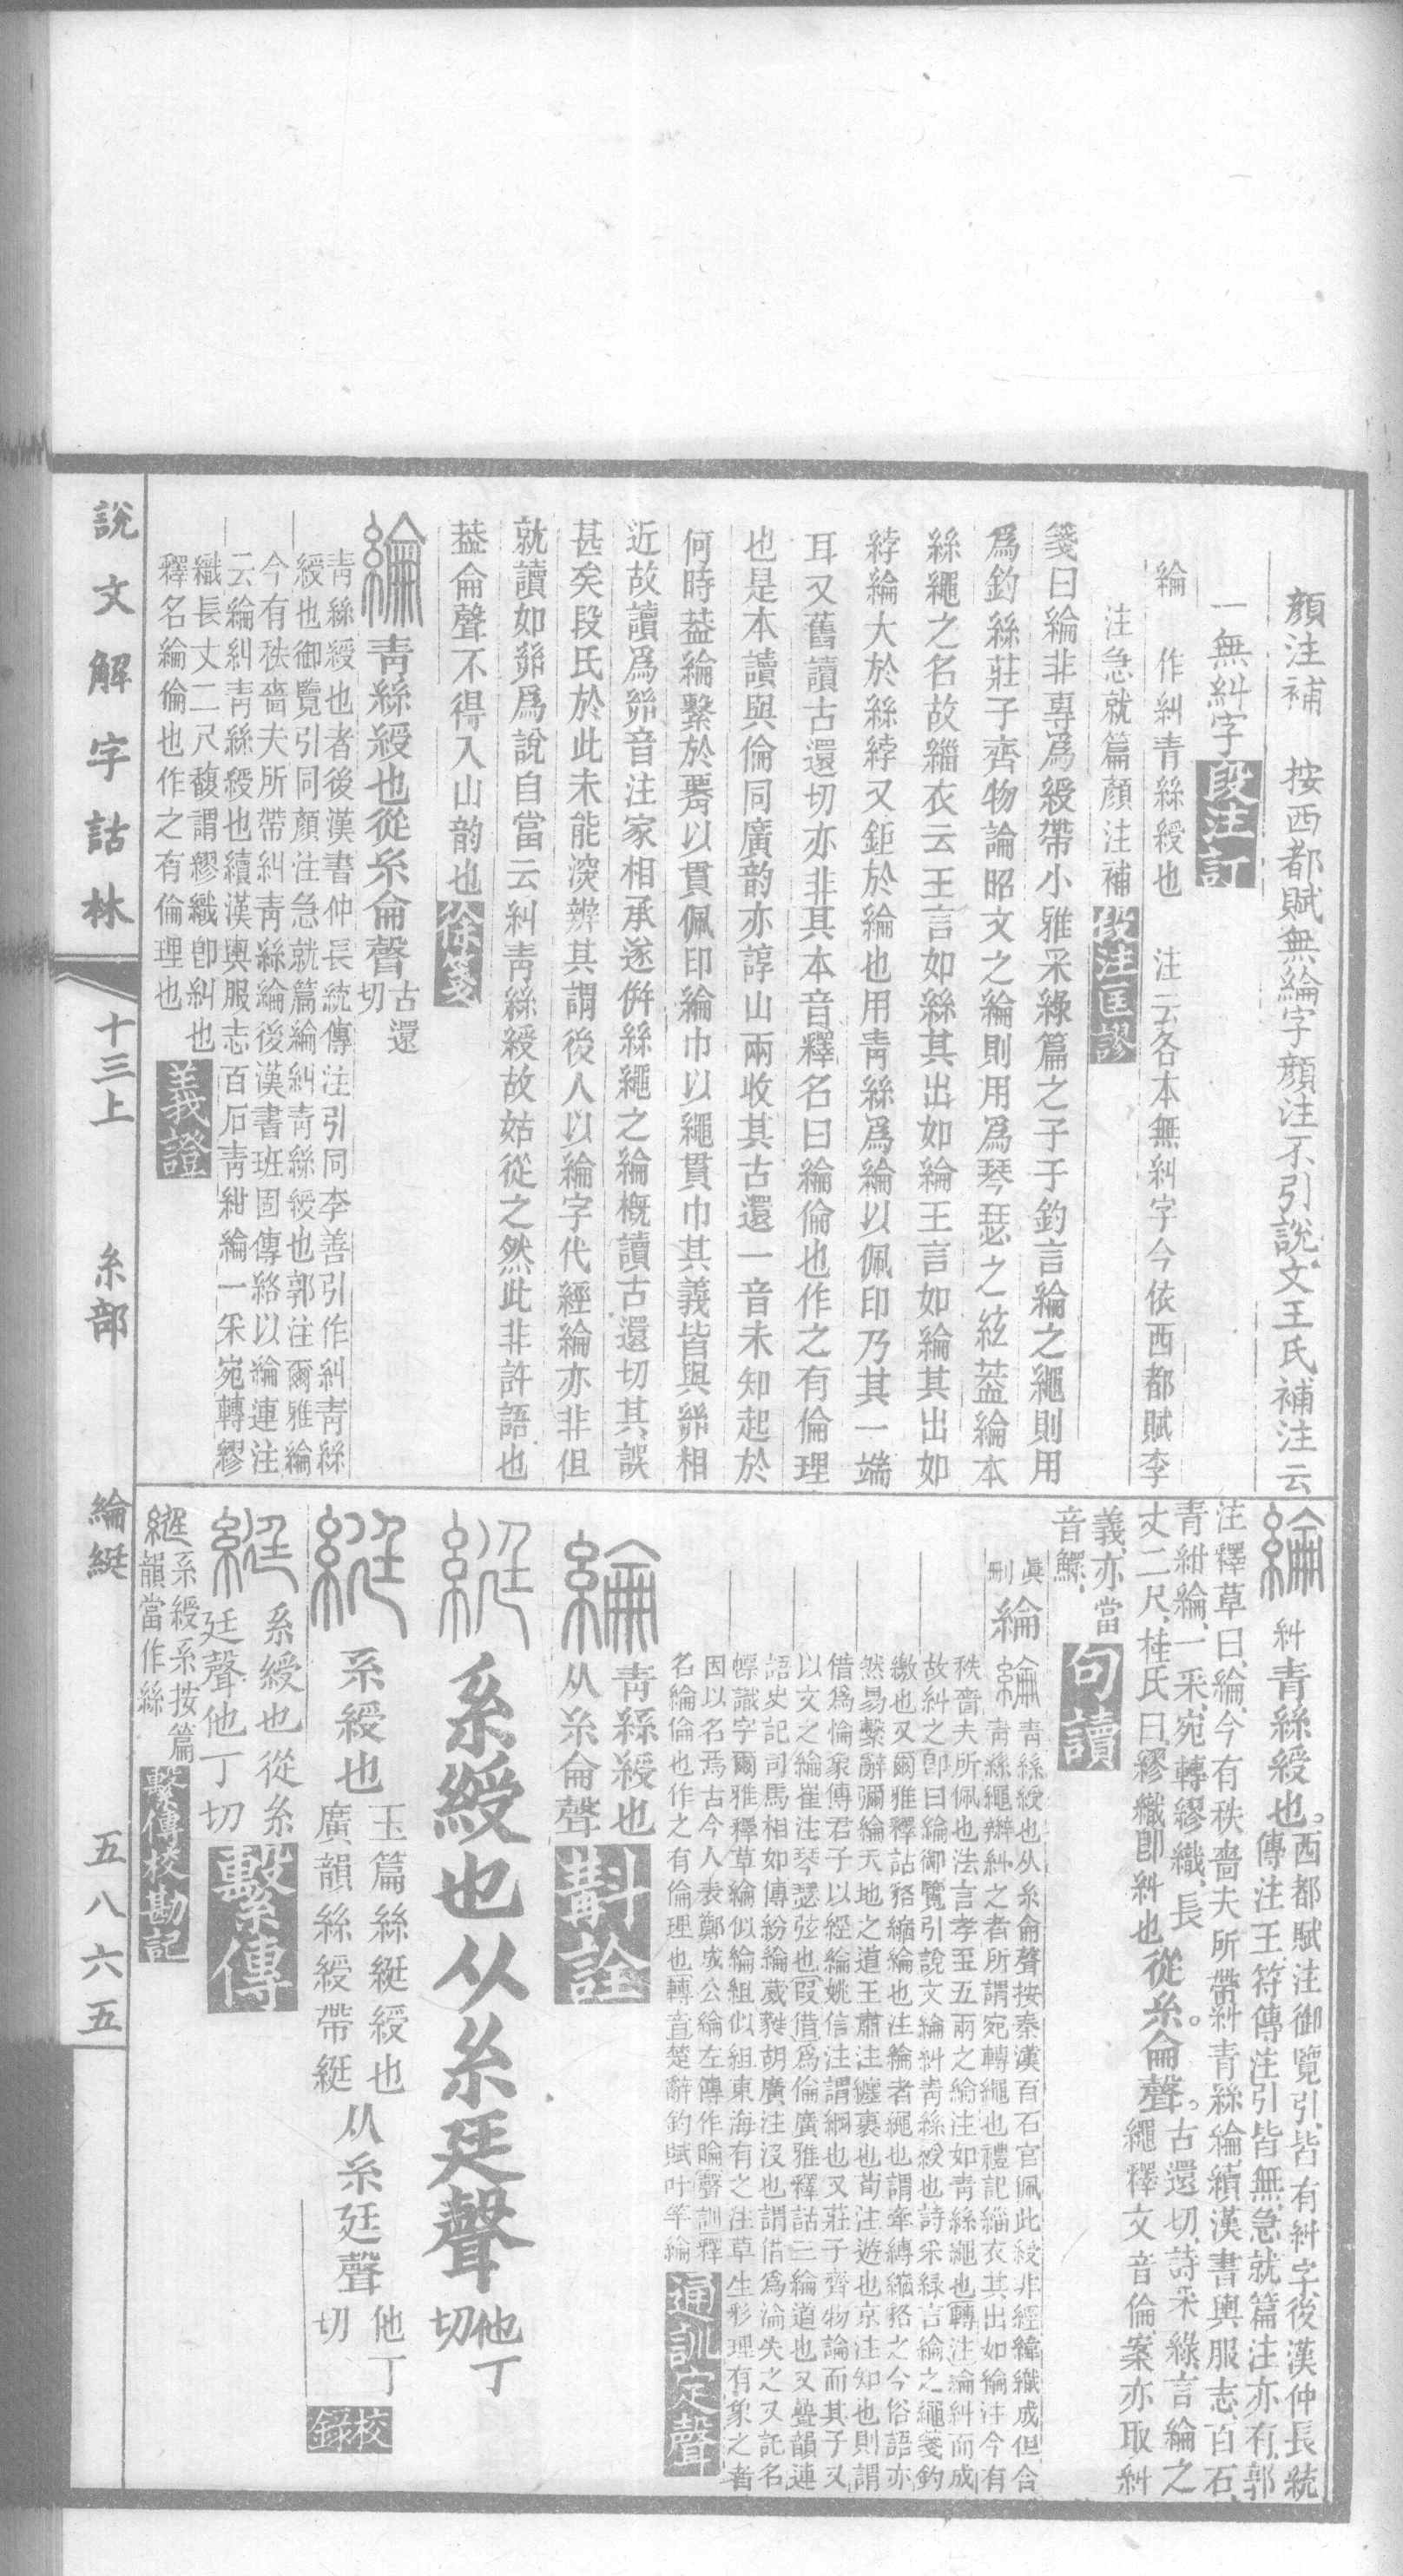 顏注補　按西都賦無綸字顏注不引說文王氏補注云
一無糾字段注訂
綸　作糾青絲綬也　注云各本無糾字今依西都賦李
注急就篇顏注補段注匡謬
箋曰綸非專爲綬帶小雅采綠篇之子于釣言綸之繩則用
爲釣絲莊子齊物論昭文之綸則用爲琴瑟之絃葢綸本
絲繩之名故緇衣云王言如絲其出如綸王言如綸其出如
綍綸大於絲綍又鉅於綸也用青絲爲綸以佩印乃其一端
耳又舊讀古還切亦非其本音釋名曰綸倫也作之有倫理
也是本讀與倫同廣韵亦諄山兩收其古還一音未知起於
何時葢綸繫於要以貫佩印綸巾以繩貫巾其義皆與𢇇相
近故讀爲𢇇音注家相承遂倂絲繩之綸槪讀古還切其誤
甚矣段氏於此未能深辨其謂後人以綸字代經綸亦非但
就讀如𢇇爲說自當云糾青絲綬故姑從之然此非許語也
葢侖聲不得入山韵也徐箋
綸青絲綬也從糸侖聲古還切
青絲綬也者後漢書仲長統傳注引同李善引作糾青絲
綬也御覽引同顏注急就篇綸糾青絲綬也郭注爾雅綸
今有秩嗇夫所帶糾青絲綸後漢書班固傳絡以綸連注
云綸糾青絲綬也續漢輿服志百石青紺綸一采宛轉繆
織長丈二尺馥謂繆織卽糾也
釋名綸倫也作之有倫理也義證
說文解字詁林　十三上　糸部　綸綎　五八六五
綸糾青絲綬也。西都賦注御覽引皆有糾字後漢仲長統
傳注王符傳注引皆無急就篇注亦有郭
注釋草曰綸今有秩嗇夫所帶糾青絲綸續漢書輿服志百石
青紺綸一采宛轉繆織長
丈二尺桂氏曰繆織卽糾也從糸。侖聲。古還切詩采綠言綸之
繩釋文音倫案亦取糾
義亦當
音鰥句讀
眞
刪綸綸青絲綬也从糸侖聲按秦漢百石官佩此綬非經緯織成但合
青絲繩辮糾之者所謂宛轉繩也禮記緇衣其出如綸注今有
秩嗇夫所佩也法言孝至五兩之綸注如青絲繩也轉注綸糾而成
故糾之卽曰綸御覽引說文綸糾青絲綬也詩采綠言綸之繩箋釣
繳也又爾雅釋詁貉縮綸也注綸者繩也謂牽縛縮貉之今俗語亦
然易繫辭彌綸天地之道王肅注纏裹也荀注遊也京注知也則謂
借爲惀象傳君子以經綸姚信注謂綱也又莊子齊物論而其子又
以文之綸崔注琴瑟弦也叚借爲倫廣雅釋詁三綸道也又疊韻連
語史記司馬相如傳紛綸葳蕤胡廣注沒也謂借爲淪失之又託名
幖識字爾雅釋草綸似綸組似組東海有之注草生彩理有象之者
因以名焉古今人表鄭成公綸左傳作睔聲訓釋
名綸倫也作之有倫理也轉音楚辭釣賦叶竿綸通訓定聲
綸青絲綬也
从糸侖聲斠詮
綎系綬也从糸廷聲他丁切
綎系綬也玉篇絲綎綬也
廣韻絲綬帶綎从糸廷聲他丁切校錄
綎系綬也從糸
廷聲他丁切繫傳
綎系綬系按篇
韻當作絲繫傳校勘記